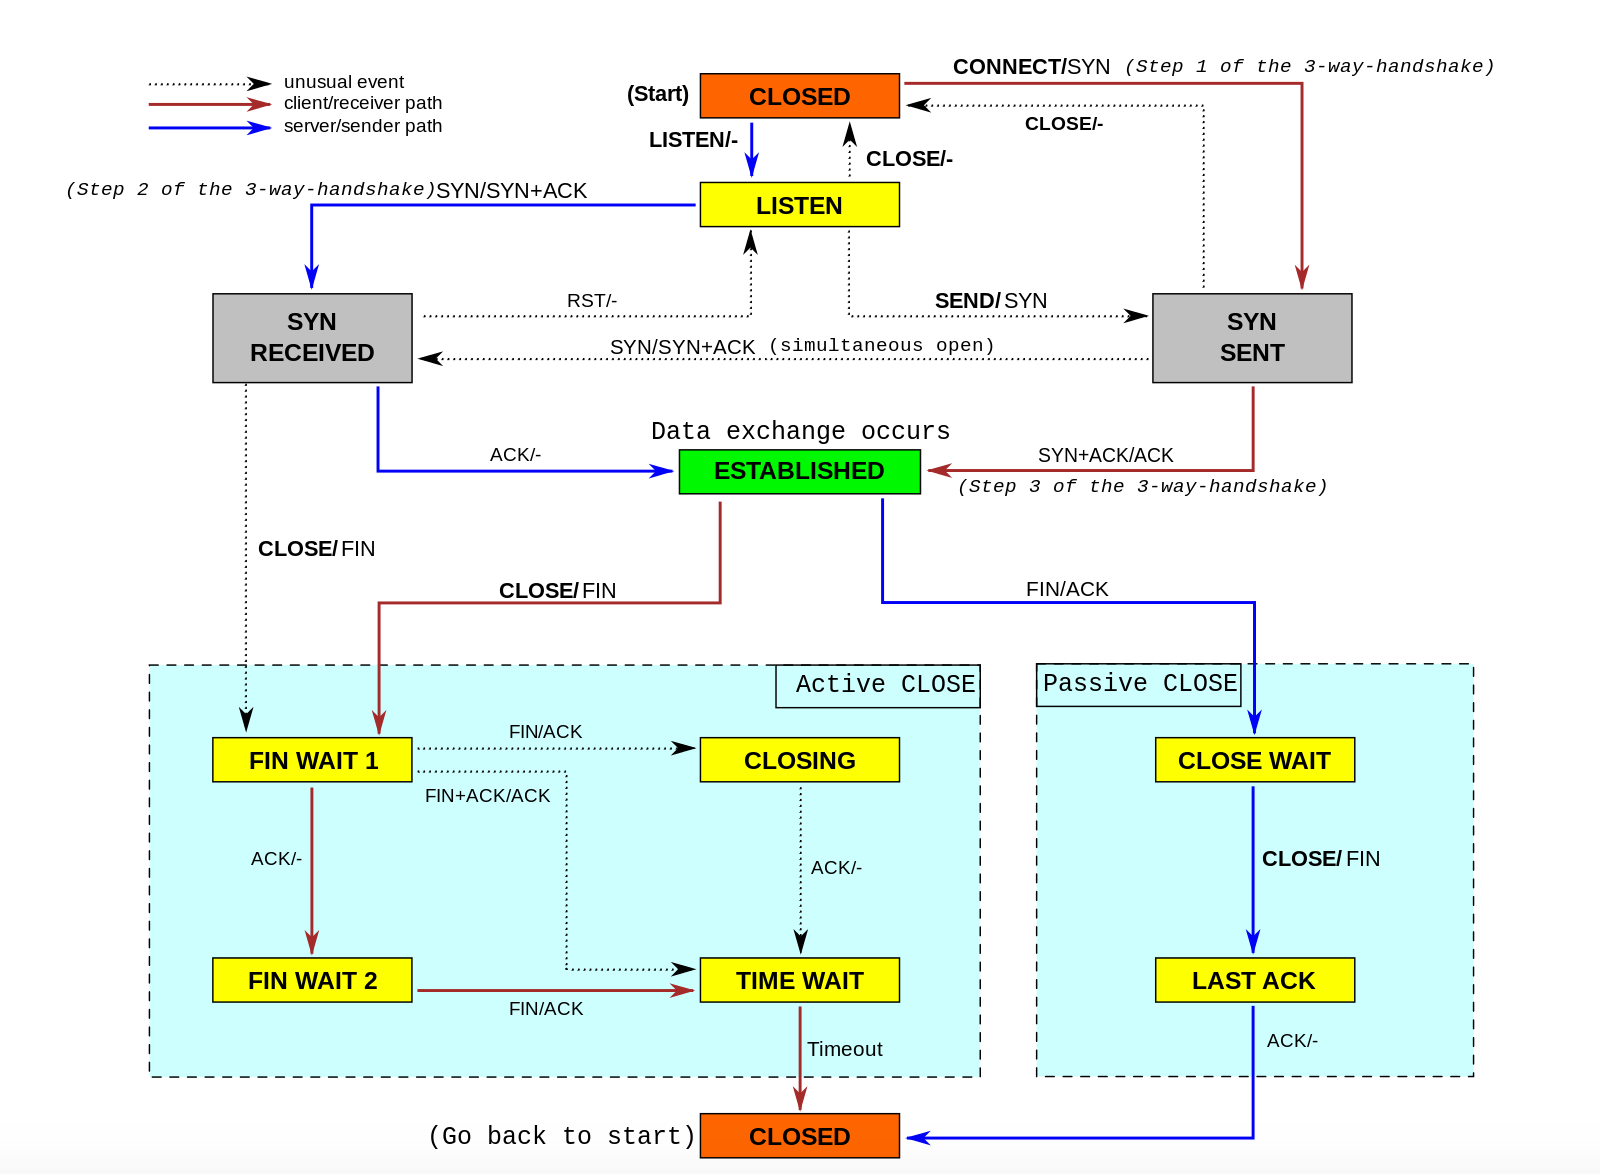 unusual event
client/receiver path
server/sender path
CONNECT/SYN (Step 1 of the 3-way-handshake)
(Start)
CLOSED
CLOSE/-
LISTEN/-
CLOSE/-
(Step 2 of the 3-way-handshake)SYN/SYN+ACK
LISTEN
RST/-
SEND/ SYN
SYN
RECEIVED
SYN
SENT
SYN/SYN+ACK (simultaneous open)
Data exchange occurs
ACK/-
ESTABLISHED
SYN+ACK/ACK
(Step 3 of the 3-way-handshake)
CLOSE/ FIN
CLOSE/ FIN
FIN/ACK
Active CLOSE
Passive CLOSE
FIN WAIT 1
FIN/ACK
CLOSING
CLOSE WAIT
FIN+ACK/ACK
ACK/-
ACK/-
CLOSE/ FIN
FIN WAIT 2
TIME WAIT
LAST ACK
FIN/ACK
Timeout
ACK/-
(Go back to start)
CLOSED